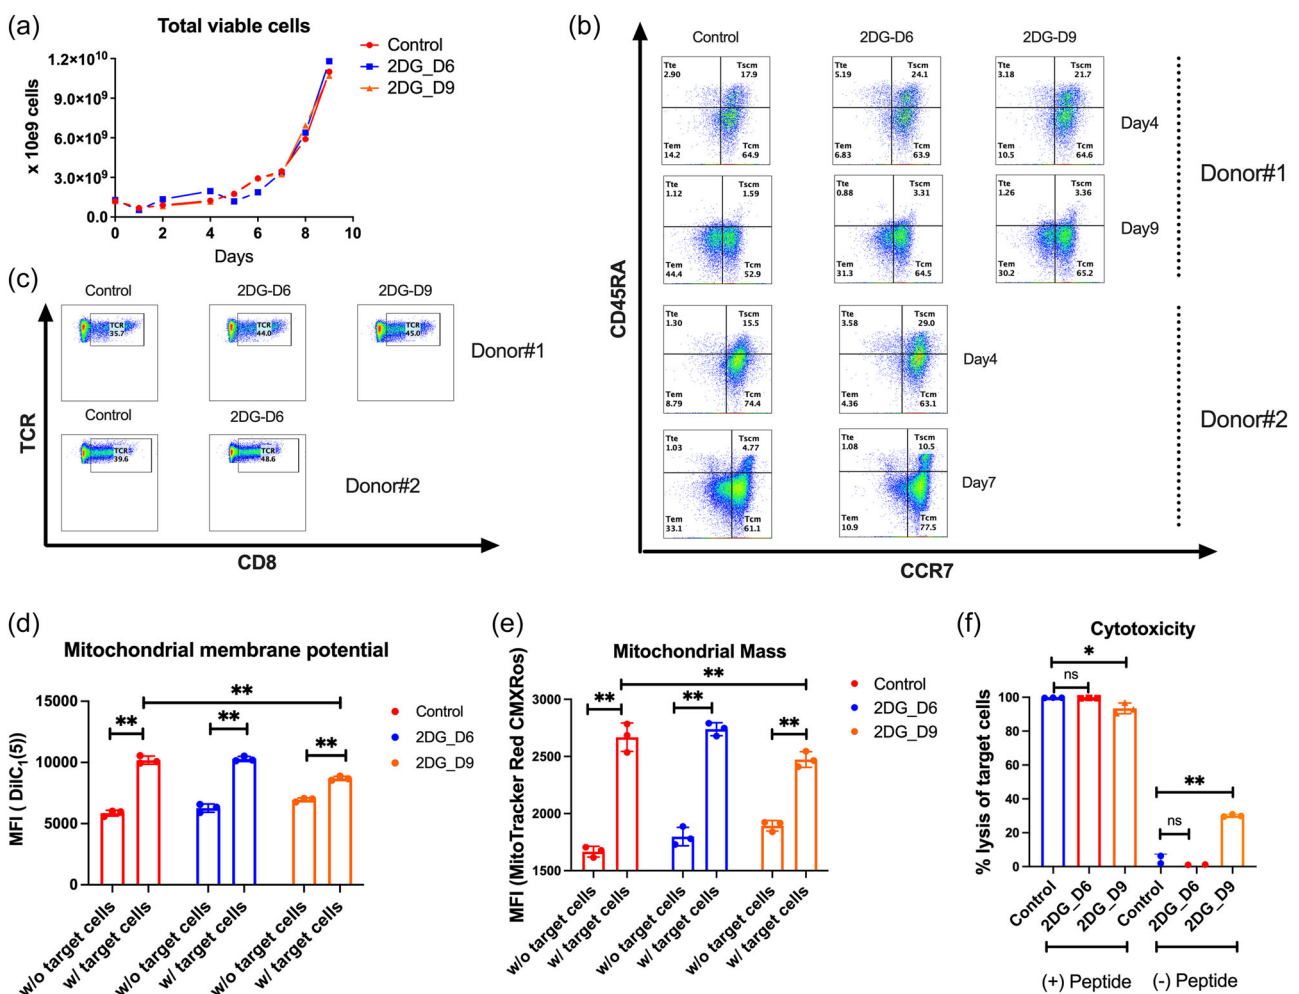 (a)
Total viable cells
Control
2DG_D6
2DG_D9
x 10e9 cells
1.2×10¹⁰
9.0×10⁹
6.0×10⁹
3.0×10⁹
0.0
0 2 4 6 8 10
Days
(b)
Control 2DG-D6 2DG-D9
Tte 2.90 Tscm 17.9 Tem 14.2 Tcm 64.9
Tte 5.19 Tscm 24.1 Tem 6.83 Tcm 63.9
Tte 3.18 Tscm 21.7 Tem 10.5 Tcm 64.6
Day4
Tte 1.12 Tscm 1.59 Tem 44.4 Tcm 52.9
Tte 0.88 Tscm 3.31 Tem 31.3 Tcm 64.5
Tte 1.26 Tscm 3.36 Tem 30.2 Tcm 65.2
Day9
Donor#1
Tte 1.30 Tscm 15.5 Tem 8.79 Tcm 74.4
Tte 3.58 Tscm 29.0 Tem 4.36 Tcm 63.1
Day4
Tte 1.03 Tscm 4.77 Tem 33.1 Tcm 61.1
Tte 1.08 Tscm 10.5 Tem 10.9 Tcm 77.5
Day7
Donor#2
CD45RA
CCR7
(c)
Control 2DG-D6 2DG-D9
TCR 35.7
TCR 44.0
TCR 45.0
Donor#1
Control 2DG-D6
TCR 39.6
TCR 48.6
Donor#2
TCR
CD8
(d)
Mitochondrial membrane potential
MFI ( DiIC₁(5))
15000
10000
5000
0
**
**
**
**
Control
2DG_D6
2DG_D9
w/o target cells
w/ target cells
w/o target cells
w/ target cells
w/o target cells
w/ target cells
(e)
Mitochondrial Mass
MFI (MitoTracker Red CMXRos)
3000
2500
2000
1500
**
**
**
**
Control
2DG_D6
2DG_D9
w/o target cells
w/ target cells
w/o target cells
w/ target cells
w/o target cells
w/ target cells
(f)
Cytotoxicity
% lysis of target cells
100
80
60
40
20
0
*
ns
**
ns
Control
2DG_D6
2DG_D9
Control
2DG_D6
2DG_D9
(+) Peptide (-) Peptide